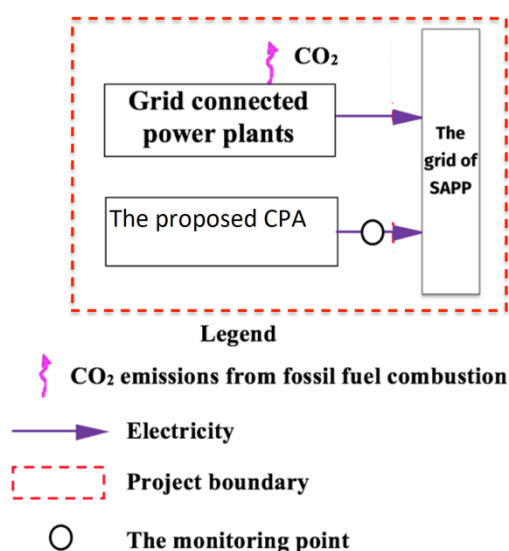 CO₂
Grid connected
power plants
The
grid of
SAPP
The proposed CPA
Legend
CO₂ emissions from fossil fuel combustion
Electricity
Project boundary
The monitoring point